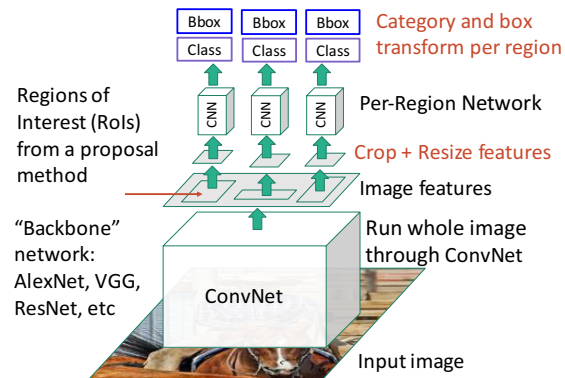 Bbox
Bbox
Bbox
Class
Class
Class
Category and box
transform per region
Regions of
Interest (RoIs)
from a proposal
method
CNN
CNN
CNN
Per-Region Network
Crop + Resize features
Image features
“Backbone”
network:
AlexNet, VGG,
ResNet, etc
ConvNet
Run whole image
through ConvNet
Input image